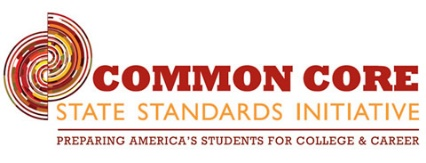 COMMON CORE
STATE STANDARDS INITIATIVE
PREPARING AMERICA'S STUDENTS FOR COLLEGE & CAREER